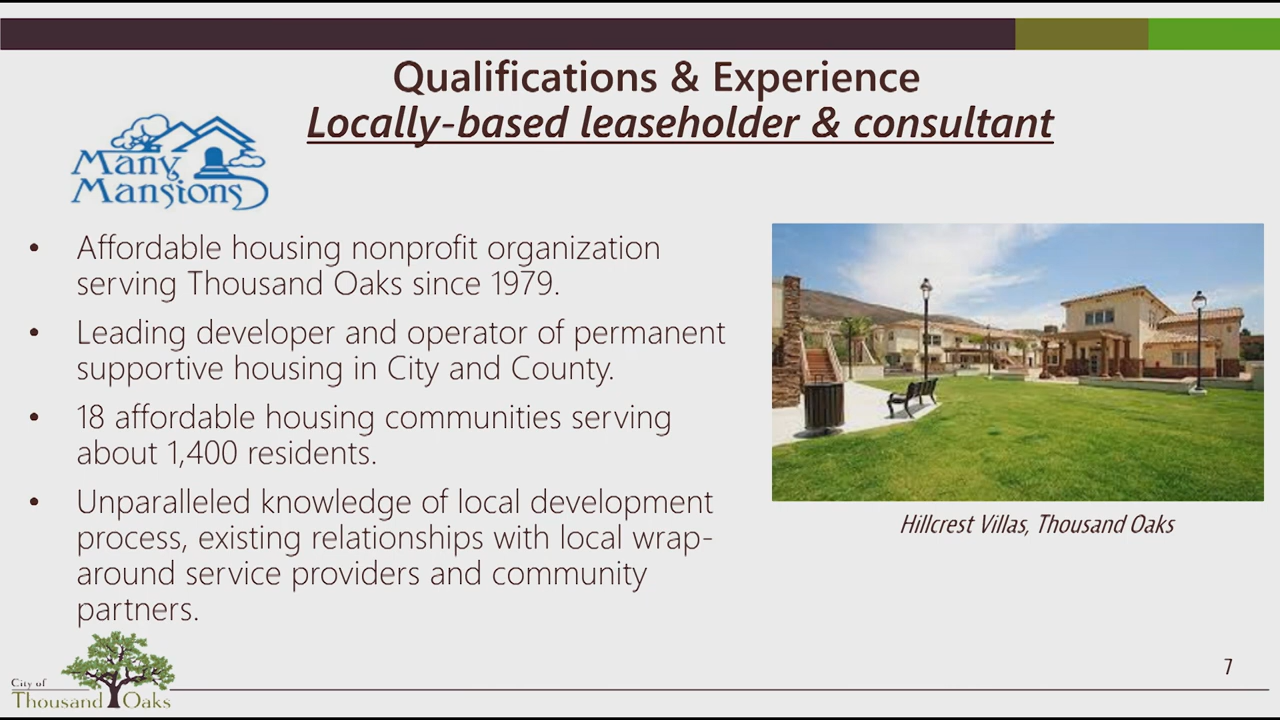 Qualifications & Experience
Locally-based leaseholder & consultant
Many
Mansions
• Affordable housing nonprofit organization
serving Thousand Oaks since 1979.
• Leading developer and operator of permanent
supportive housing in City and County.
• 18 affordable housing communities serving
about 1,400 residents.
• Unparalleled knowledge of local development
process, existing relationships with local wrap-
around service providers and community
partners.
Hillcrest Villas, Thousand Oaks
City of
Thousand Oaks
7